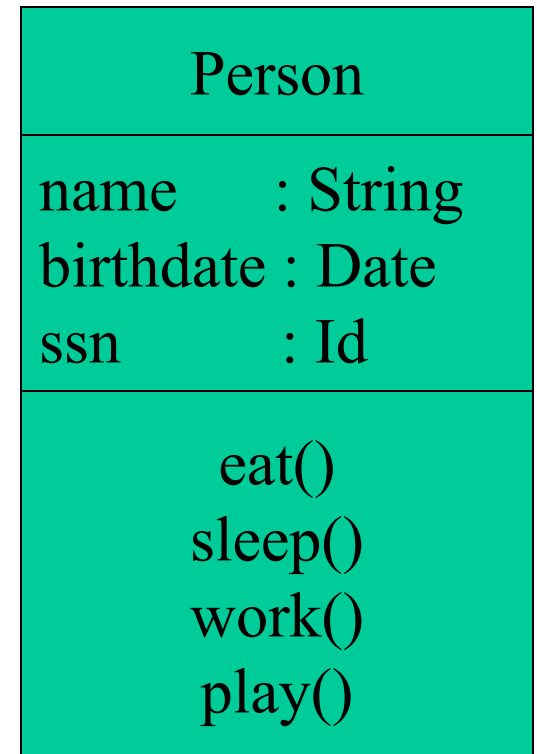 Person
name : String
birthdate : Date
ssn : Id
eat()
sleep()
work()
play()